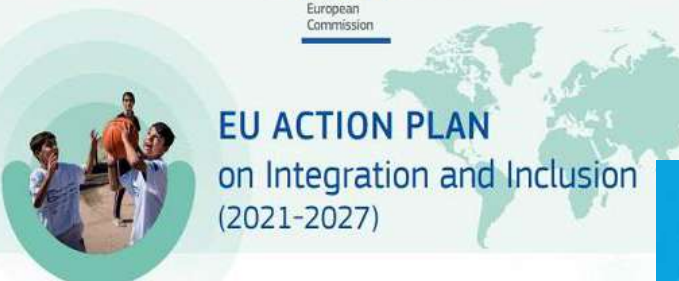 European
Commission
EU ACTION PLAN
on Integration and Inclusion
(2021-2027)